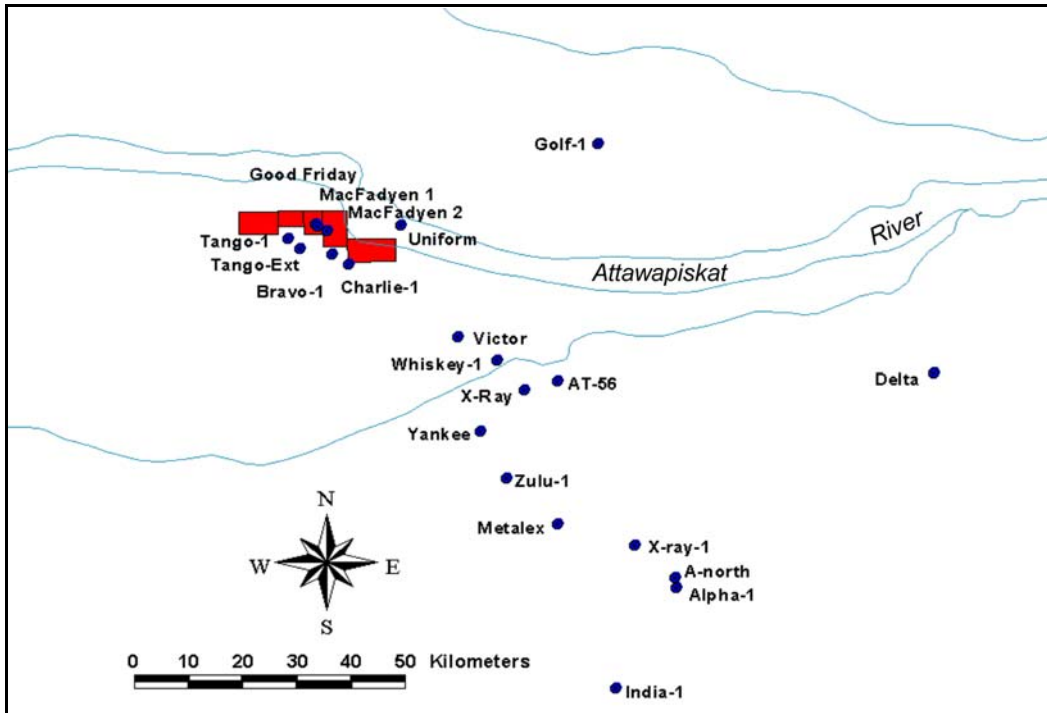 Golf-1
Good Friday
MacFadyen 1
MacFadyen 2
Tango-1
Uniform
River
Tango-Ext
Attawapiskat
Bravo-1
Charlie-1
Victor
Whiskey-1
AT-56
Delta
X-Ray
Yankee
Zulu-1
N
Metalex
X-ray-1
W
E
A-north
Alpha-1
S
0 10 20 30 40 50 Kilometers
India-1